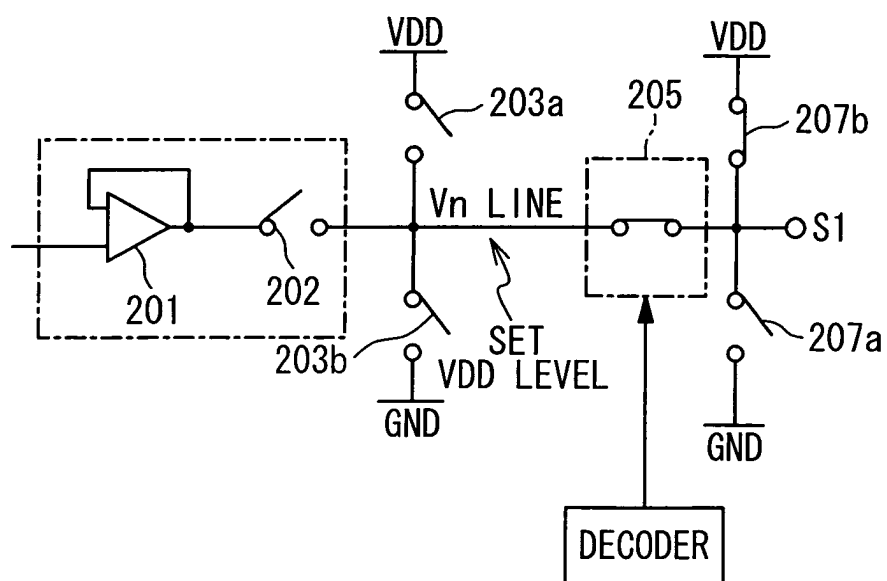 VDD
VDD
203a
205
207b
Vn LINE
S1
201
202
203b
SET
VDD LEVEL
207a
GND
GND
DECODER